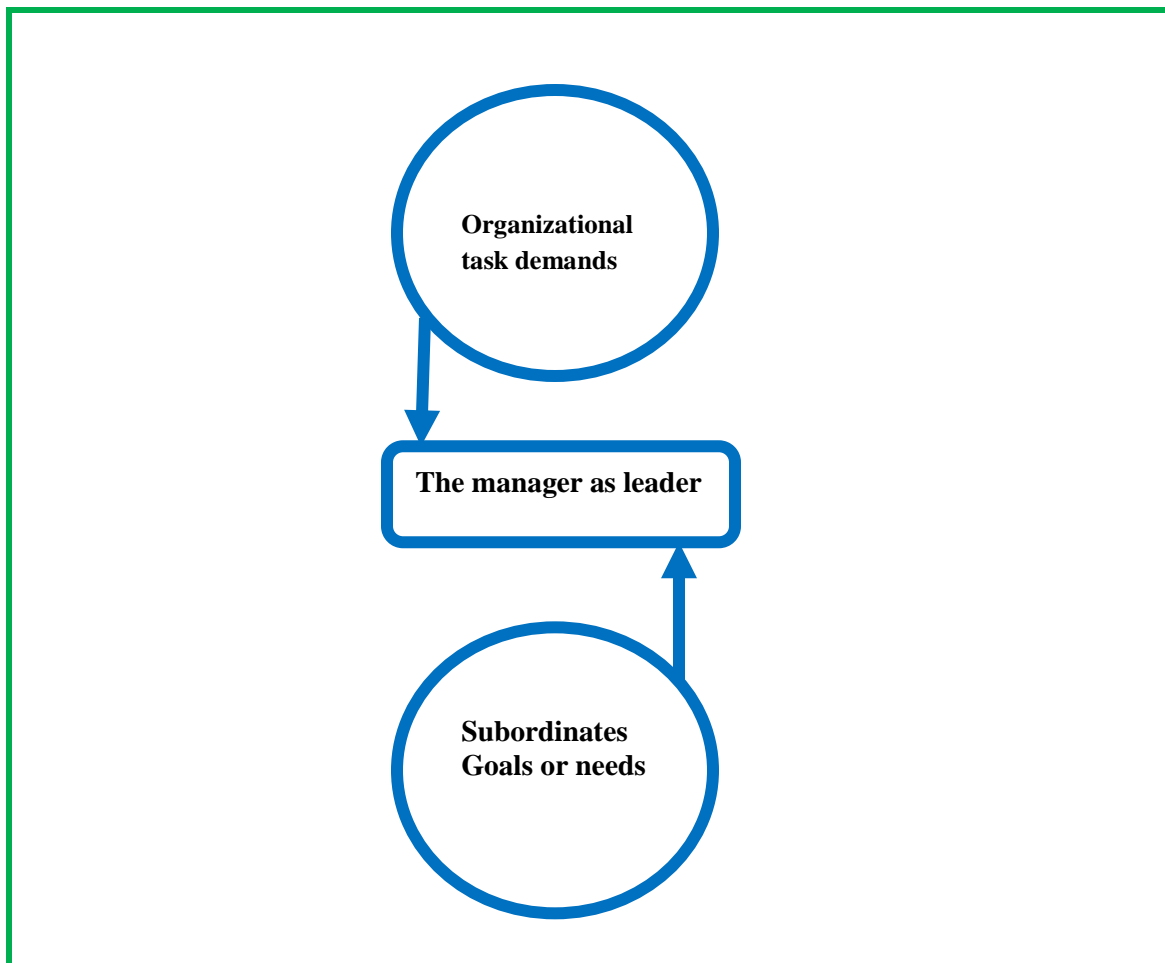 Organizational
task demands
The manager as leader
Subordinates
Goals or needs